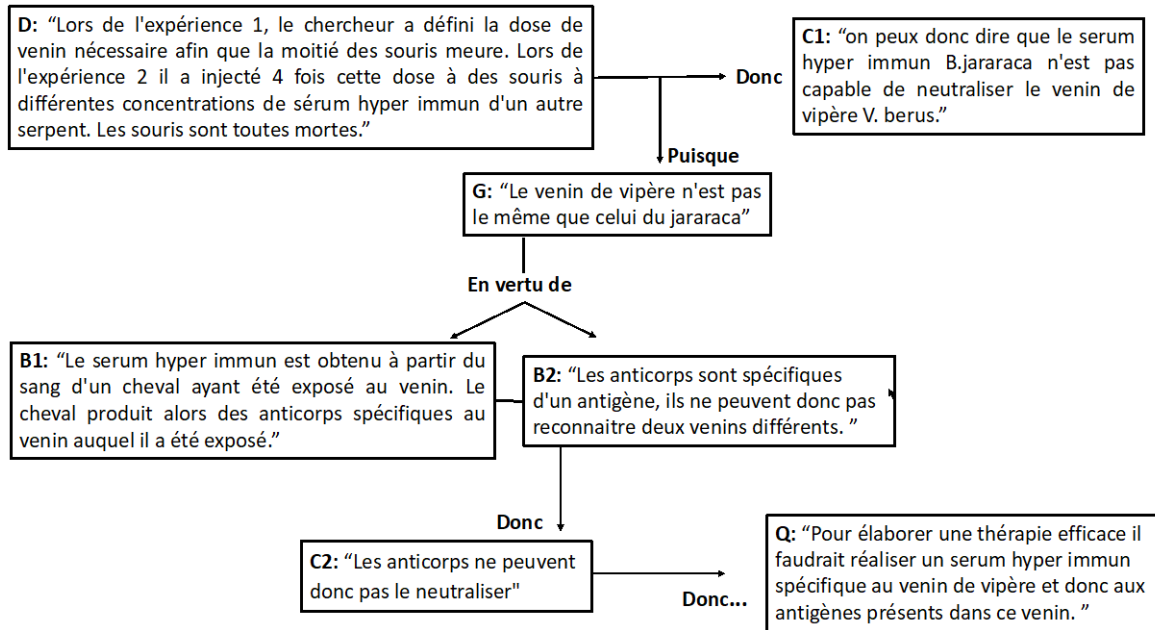 D: “Lors de l'expérience 1, le chercheur a défini la dose de
venin nécessaire afin que la moitié des souris meure. Lors de
l'expérience 2 il a injecté 4 fois cette dose à des souris à
différentes concentrations de sérum hyper immun d'un autre
serpent. Les souris sont toutes mortes.”
Donc
C1: “on peux donc dire que le serum
hyper immun B.jararaca n'est pas
capable de neutraliser le venin de
vipère V. berus.”
Puisque
G: “Le venin de vipère n'est pas
le même que celui du jararaca”
En vertu de
B1: “Le serum hyper immun est obtenu à partir du
sang d'un cheval ayant été exposé au venin. Le
cheval produit alors des anticorps spécifiques au
venin auquel il a été exposé.”
B2: “Les anticorps sont spécifiques
d'un antigène, ils ne peuvent donc pas
reconnaitre deux venins différents. ”
Donc
C2: “Les anticorps ne peuvent
donc pas le neutraliser"
Donc...
Q: “Pour élaborer une thérapie efficace il
faudrait réaliser un serum hyper immun
spécifique au venin de vipère et donc aux
antigènes présents dans ce venin. ”